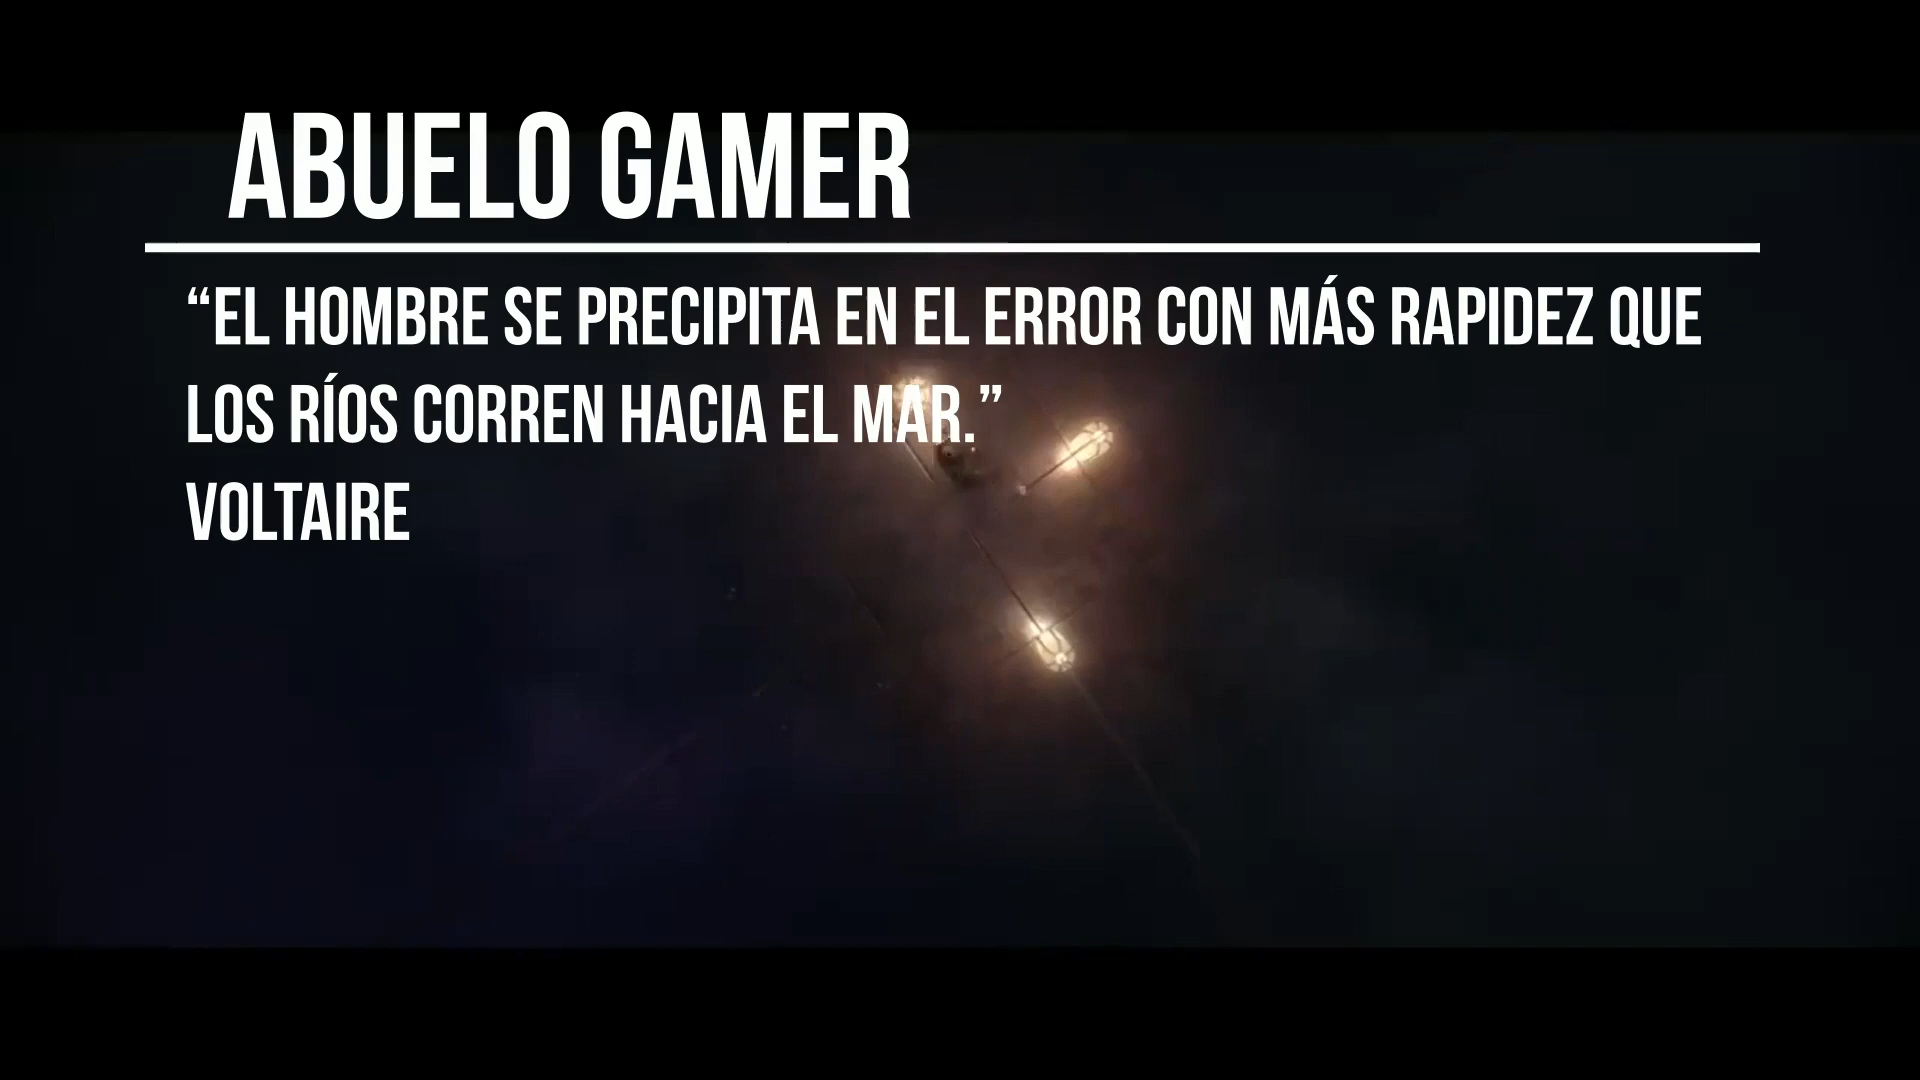 ABUELO GAMER
“EL HOMBRE SE PRECIPITA EN EL ERROR CON MÁS RAPIDEZ QUE
LOS RÍOS CORREN HACIA EL MAR.”
VOLTAIRE